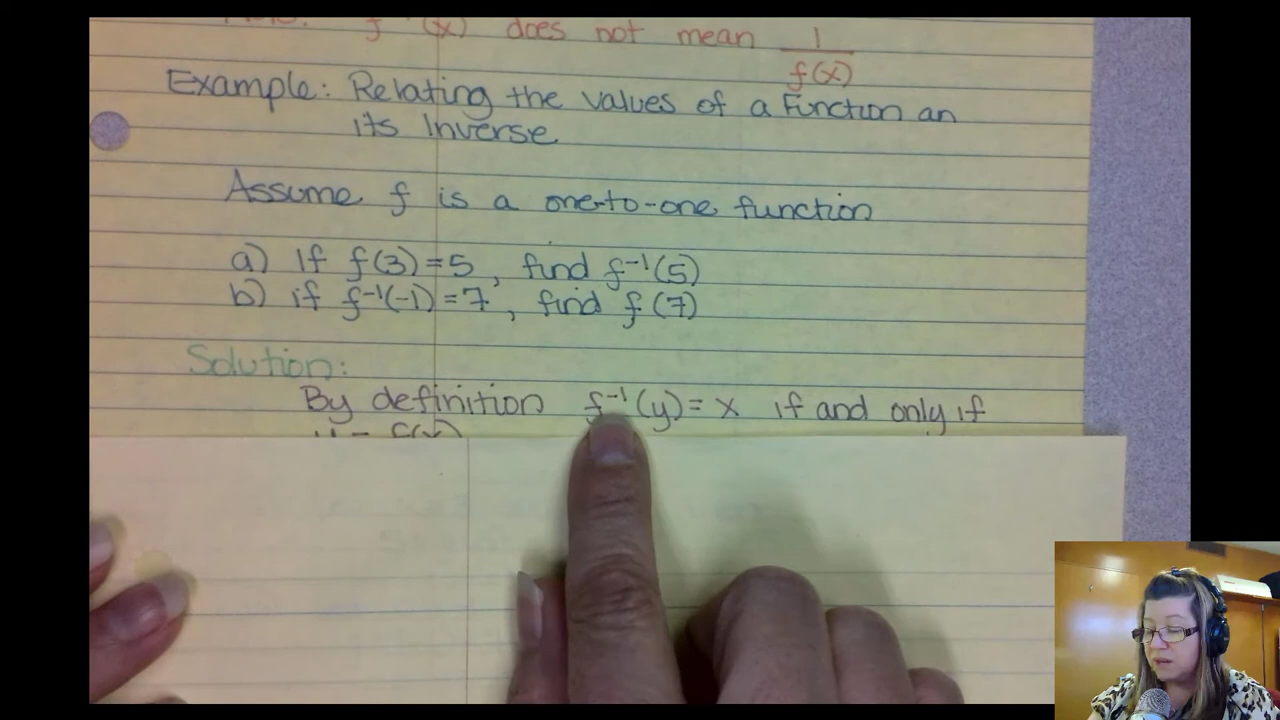 f⁻¹(x) does not mean 1/f(x)
Example: Relating the values of a Function an
its Inverse
Assume f is a one-to-one function
a) If f(3)=5, find f⁻¹(5)
b) if f⁻¹(-1)=7, find f(7)
Solution:
By definition f⁻¹(y)=x if and only if
y = f(x)